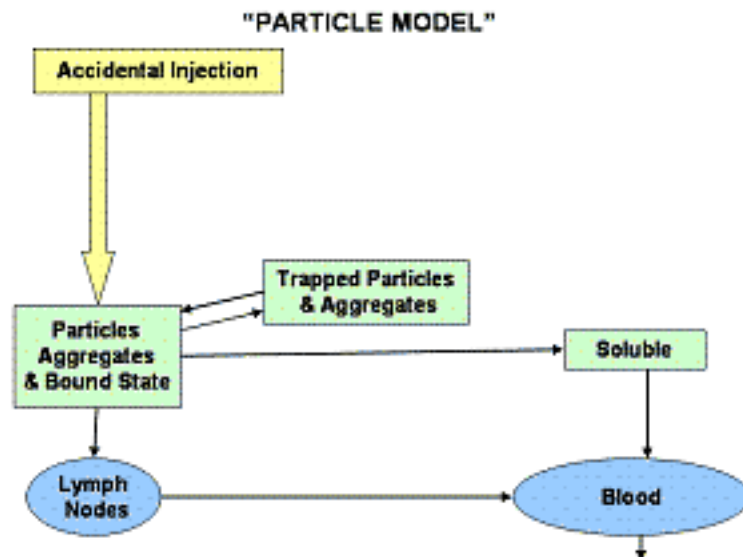 "PARTICLE MODEL"
Accidental Injection
Trapped Particles
& Aggregates
Particles
Aggregates
& Bound State
Soluble
Lymph
Nodes
Blood